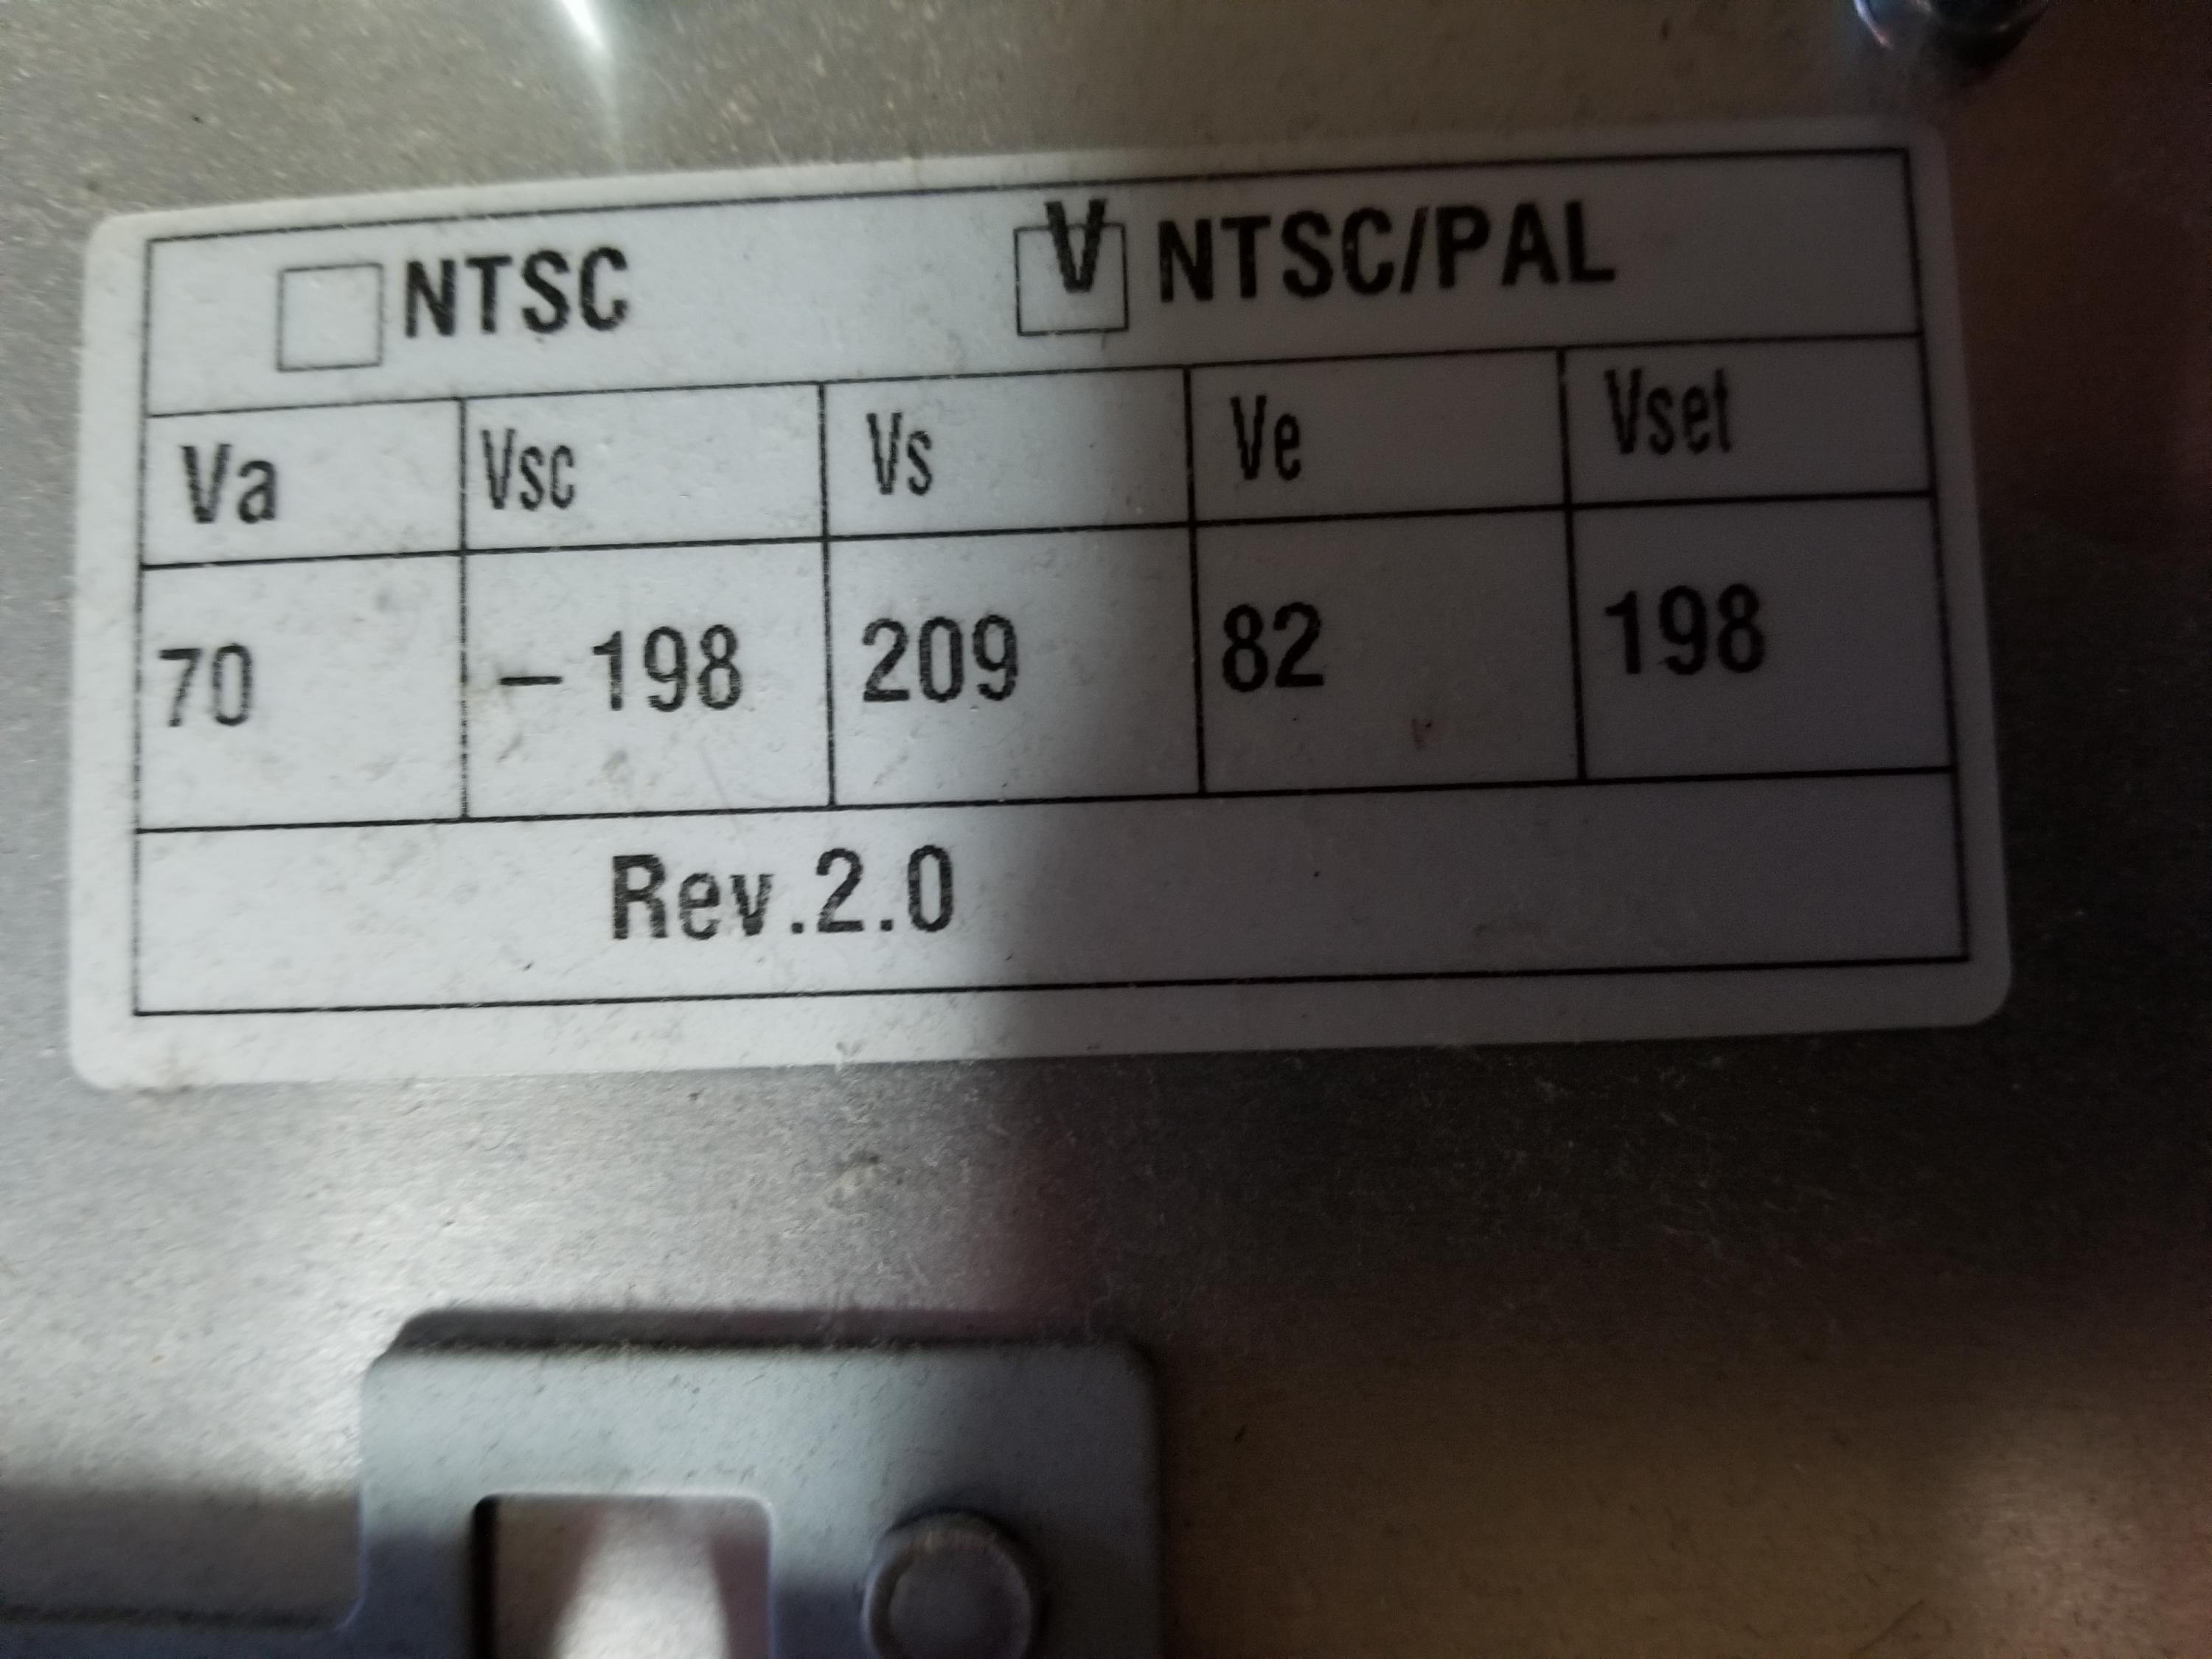 NTSC V NTSC/PAL
Va Vsc Vs Ve Vset
70 –198 209 82 198
Rev.2.0